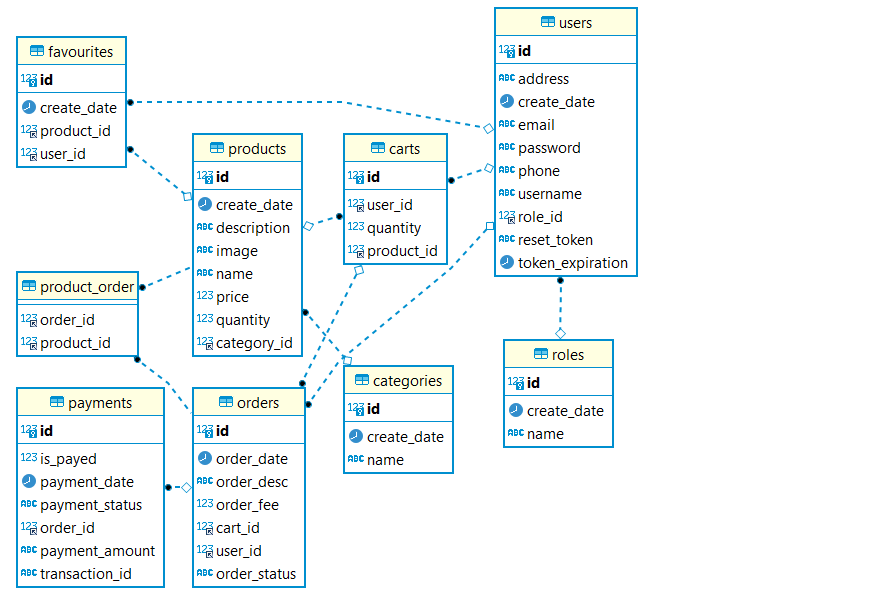 favourites
id
create_date
product_id
user_id
products
id
create_date
description
image
name
price
quantity
category_id
carts
id
user_id
quantity
product_id
users
id
address
create_date
email
password
phone
username
role_id
reset_token
token_expiration
product_order
order_id
product_id
payments
id
is_payed
payment_date
payment_status
order_id
payment_amount
transaction_id
orders
id
order_date
order_desc
order_fee
cart_id
user_id
order_status
categories
id
create_date
name
roles
id
create_date
name